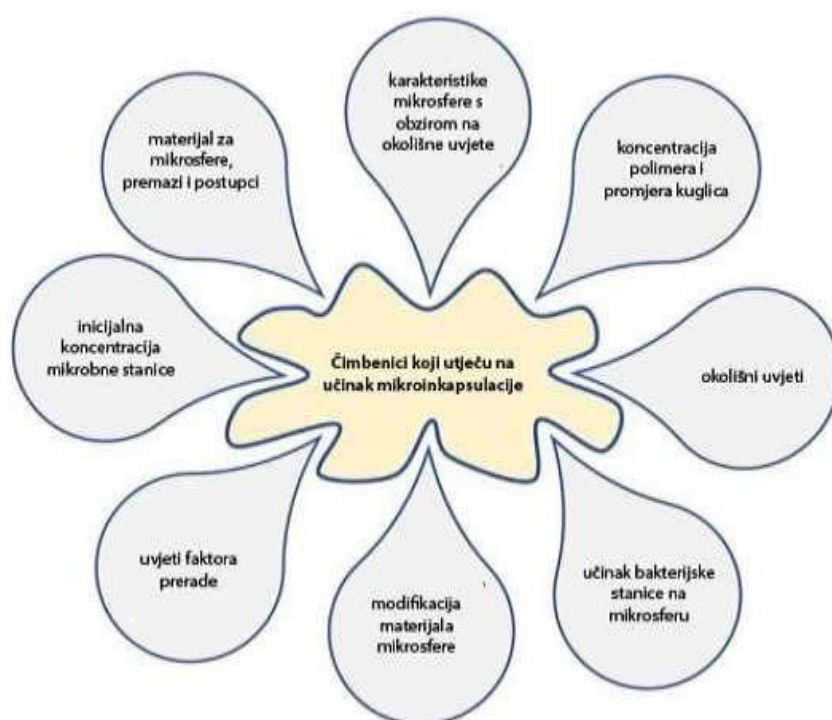 karakteristike
mikrosfere s
obzirom na
okolišne uvjete
materijal za
mikrosfere,
premazi i postupci
koncentracija
polimera i
promjera kuglica
inicijalna
koncentracija
mikrobne stanice
Čimbenici koji utječu na
učinak mikroinkapsulacije
okolišni uvjeti
uvjeti faktora
prerade
modifikacija
materijala
mikrosfere
učinak bakterijske
stanice na
mikrosferu